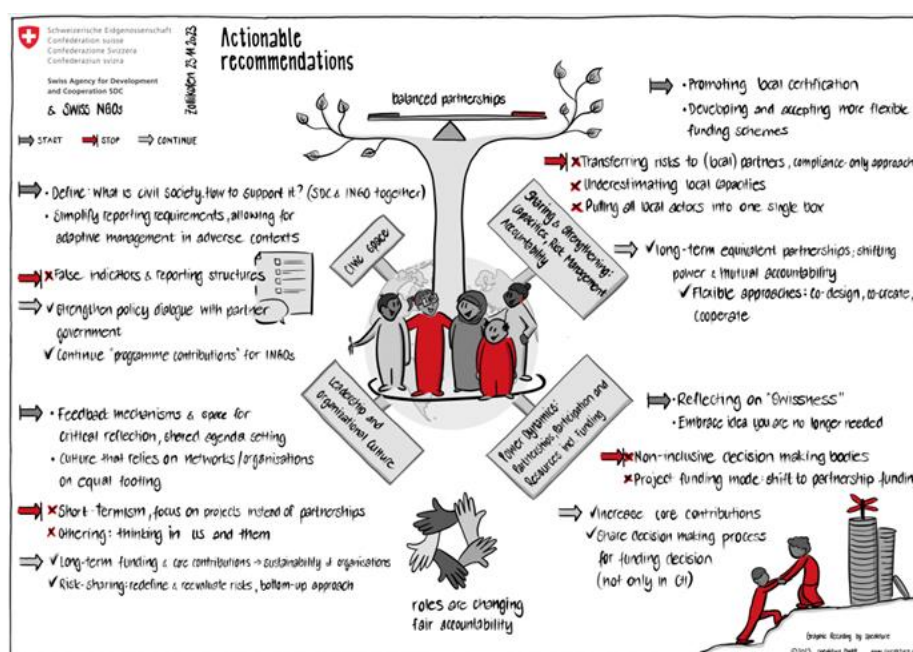 Schweizerische Eidgenossenschaft
Confédération suisse
Confederazione Svizzera
Confederaziun svizra
Swiss Agency for Development
and Cooperation SDC
& SWISS NGOs
Zollikofen 23.11.2023
Actionable
recommendations
START
STOP
CONTINUE
balanced partnerships
• Define: What is civil society, how to support it? (SDC & INGO together)
• Simplify reporting requirements, allowing for
adaptive management in adverse contexts
False indicators & reporting structures
Strengthen policy dialogue with partner
government
Continue "programme contributions" for INGOs
Civic space
• Promoting local certification
• Developing and accepting more flexible
funding schemes
Transferring risks to (local) partners, compliance-only approach
Underestimating local capacities
Pulling all local actors into one single box
long-term equivalent partnerships: shifting
power & mutual accountability
Flexible approaches: co-design, co-create,
cooperate
Sharing & Strengthening:
Capacities, Risk Management
Accountability
• Feedback mechanisms & space for
critical reflection, shared agenda setting
• Culture that relies on networks/organisations
on equal footing
Short-termism, focus on projects instead of partnerships
Othering: thinking in us and them
Long-term funding & core contributions → sustainability of organisations
Risk-sharing: redefine & reevaluate risks, bottom-up approach
Leadership and
organizational culture
Power Dynamics:
Partnerships, Participation and
Resources incl. Funding
• Reflecting on "Swissness"
• Embrace idea you are no longer needed
Non-inclusive decision making bodies
Project funding mode: shift to partnership funding
Increase core contributions
Share decision making process
for funding decision
(not only in CH)
roles are changing
fair accountability
Graphic Recording by
©2023